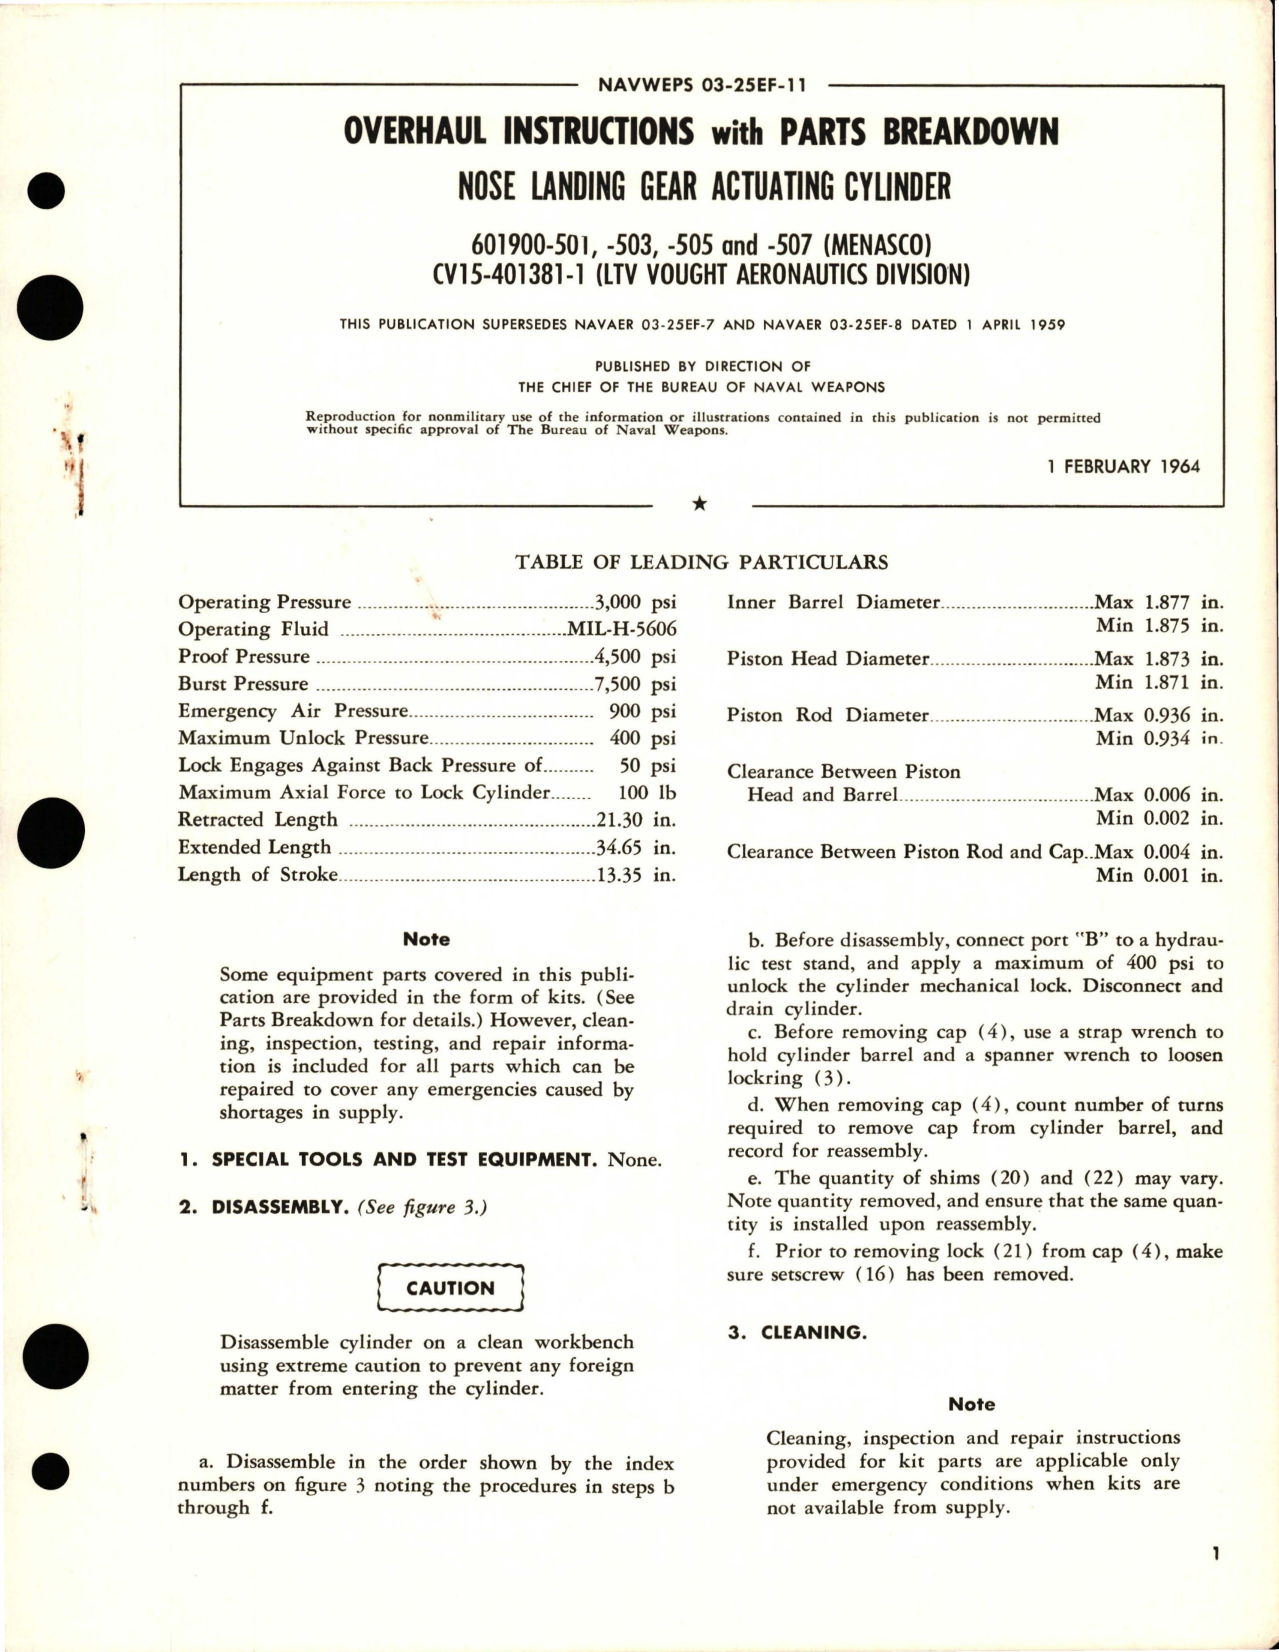 NAVWEPS 03-25EF-11
OVERHAUL INSTRUCTIONS with PARTS BREAKDOWN
NOSE LANDING GEAR ACTUATING CYLINDER
601900-501, -503, -505 and -507 (MENASCO)
CV15-401381-1 (LTV VOUGHT AERONAUTICS DIVISION)
THIS PUBLICATION SUPERSEDES NAVAER 03-25EF-7 AND NAVAER 03-25EF-8 DATED 1 APRIL 1959
PUBLISHED BY DIRECTION OF
THE CHIEF OF THE BUREAU OF NAVAL WEAPONS
Reproduction for nonmilitary use of the information or illustrations contained in this publication is not permitted
without specific approval of The Bureau of Naval Weapons.
1 FEBRUARY 1964
TABLE OF LEADING PARTICULARS
Operating Pressure ........ 3,000 psi
Operating Fluid ........ MIL-H-5606
Proof Pressure ........ 4,500 psi
Burst Pressure ........ 7,500 psi
Emergency Air Pressure ........ 900 psi
Maximum Unlock Pressure ........ 400 psi
Lock Engages Against Back Pressure of ........ 50 psi
Maximum Axial Force to Lock Cylinder ........ 100 lb
Retracted Length ........ 21.30 in.
Extended Length ........ 34.65 in.
Length of Stroke ........ 13.35 in.
Inner Barrel Diameter ........ Max 1.877 in.
Min 1.875 in.
Piston Head Diameter ........ Max 1.873 in.
Min 1.871 in.
Piston Rod Diameter ........ Max 0.936 in.
Min 0.934 in.
Clearance Between Piston
Head and Barrel ........ Max 0.006 in.
Min 0.002 in.
Clearance Between Piston Rod and Cap..Max 0.004 in.
Min 0.001 in.
Note
Some equipment parts covered in this publi-
cation are provided in the form of kits. (See
Parts Breakdown for details.) However, clean-
ing, inspection, testing, and repair informa-
tion is included for all parts which can be
repaired to cover any emergencies caused by
shortages in supply.
1. SPECIAL TOOLS AND TEST EQUIPMENT. None.
2. DISASSEMBLY. (See figure 3.)
CAUTION
Disassemble cylinder on a clean workbench
using extreme caution to prevent any foreign
matter from entering the cylinder.
a. Disassemble in the order shown by the index
numbers on figure 3 noting the procedures in steps b
through f.
b. Before disassembly, connect port "B" to a hydrau-
lic test stand, and apply a maximum of 400 psi to
unlock the cylinder mechanical lock. Disconnect and
drain cylinder.
c. Before removing cap (4), use a strap wrench to
hold cylinder barrel and a spanner wrench to loosen
lockring (3).
d. When removing cap (4), count number of turns
required to remove cap from cylinder barrel, and
record for reassembly.
e. The quantity of shims (20) and (22) may vary.
Note quantity removed, and ensure that the same quan-
tity is installed upon reassembly.
f. Prior to removing lock (21) from cap (4), make
sure setscrew (16) has been removed.
3. CLEANING.
Note
Cleaning, inspection and repair instructions
provided for kit parts are applicable only
under emergency conditions when kits are
not available from supply.
1